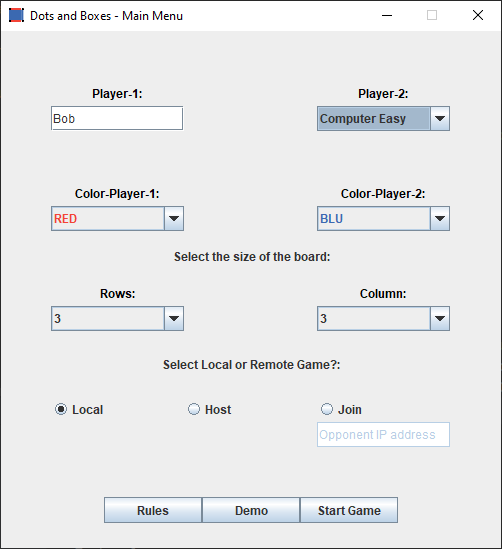 Dots and Boxes - Main Menu
Player-1: Player-2:
Bob Computer Easy
Color-Player-1: Color-Player-2:
RED BLU
Select the size of the board:
Rows: Column:
3 3
Select Local or Remote Game?:
Local Host Join
Opponent IP address
Rules Demo Start Game